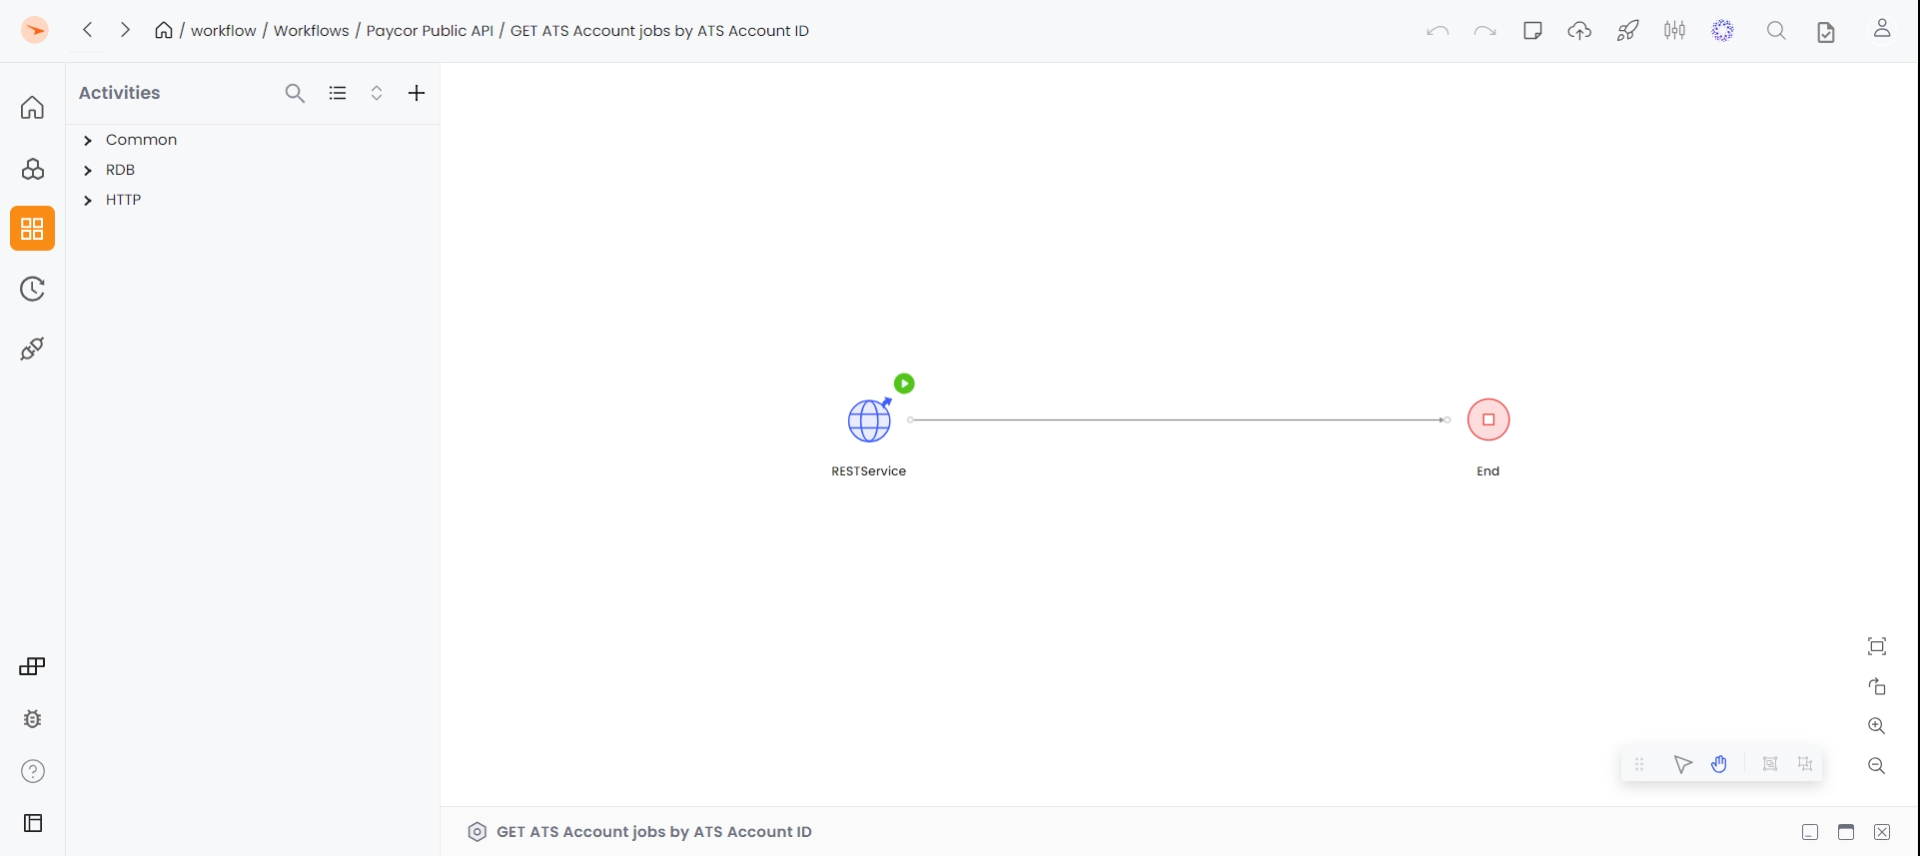 / workflow / Workflows / Paycor Public API / GET ATS Account jobs by ATS Account ID
Activities
Common
RDB
HTTP
RESTService
End
GET ATS Account jobs by ATS Account ID